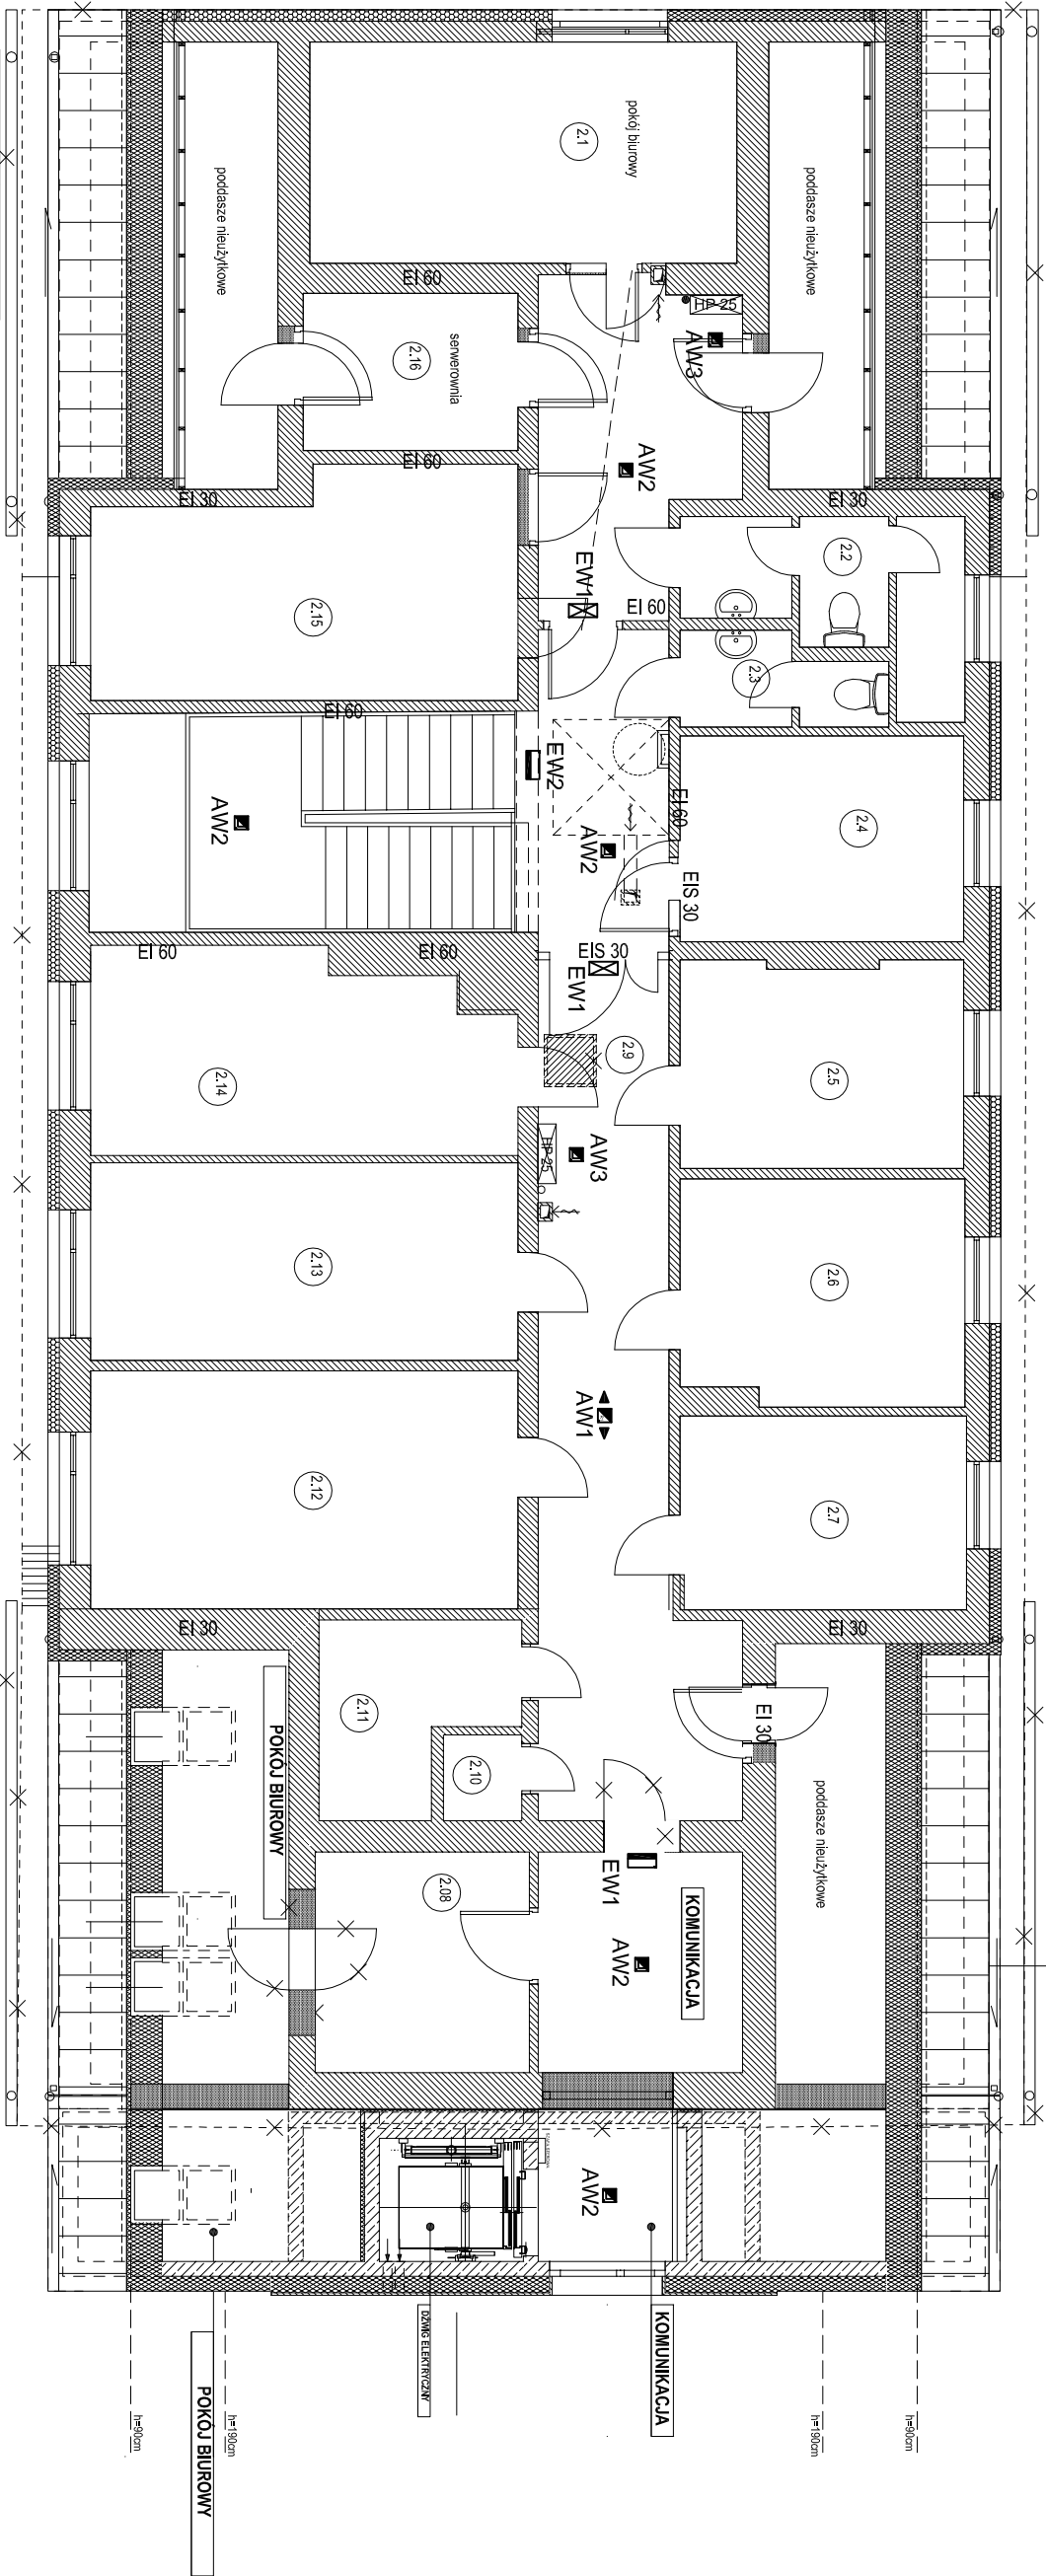 pokój biurowy
2.1
poddasze nieużytkowe
poddasze nieużytkowe
EI 60
HP-25
AW3
serwerownia
2.16
EI 60
AW2
EI 30
EI 30
2.2
EW1
EI 60
2.15
2.3
EI 60
EW2
AW2
EI 60
2.4
AW2
EIS 30
EI 60
EI 60
EIS 30
EW1
2.9
2.14
2.5
HP-25
AW3
2.13
2.6
AW1
2.12
2.7
EI 30
EI 30
2.11
EI 30
2.10
POKÓJ BIUROWY
poddasze nieużytkowe
EW1
2.08
KOMUNIKACJA
AW2
AW2
DŹWIG ELEKTRYCZNY
KOMUNIKACJA
POKÓJ BIUROWY
h=90cm
h=190cm
h=190cm
h=90cm